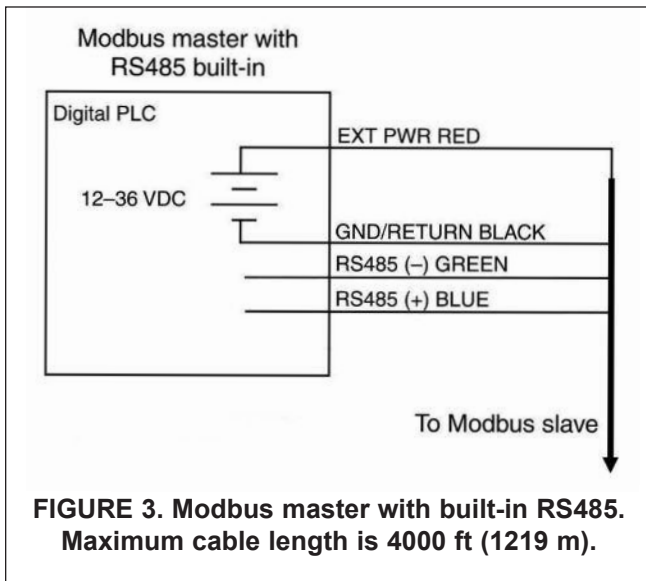 Modbus master with
RS485 built-in
Digital PLC
EXT PWR RED
12–36 VDC
GND/RETURN BLACK
RS485 (–) GREEN
RS485 (+) BLUE
To Modbus slave
FIGURE 3. Modbus master with built-in RS485.
Maximum cable length is 4000 ft (1219 m).